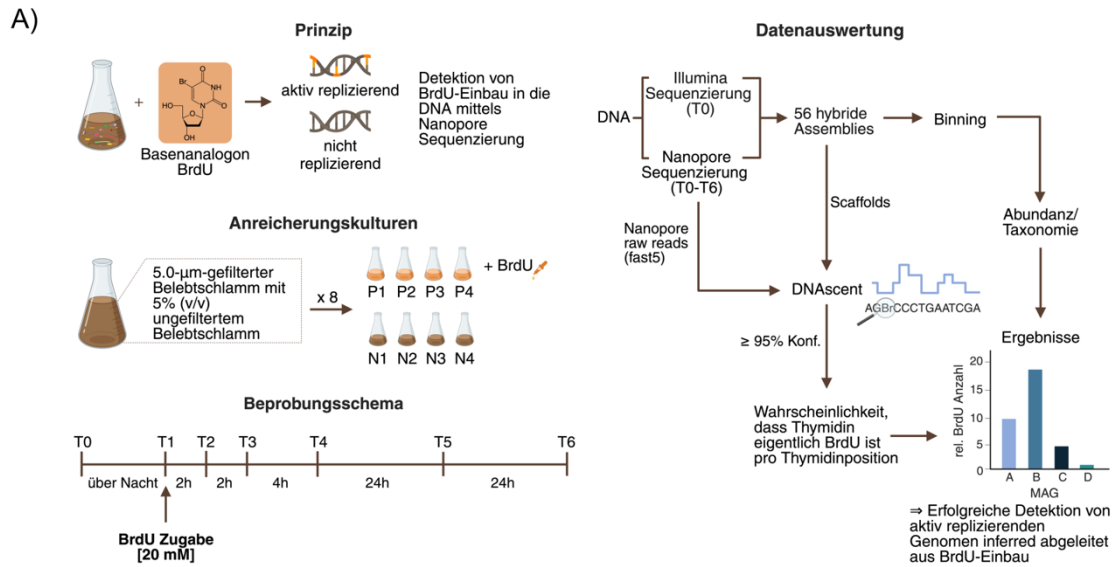 A)
Prinzip
+
Br
O
NH
N
O
HO
O
OH
Basenanalogon
BrdU
aktiv replizierend
nicht
replizierend
Detektion von
BrdU-Einbau in die
DNA mittels
Nanopore
Sequenzierung
Anreicherungskulturen
5.0-µm-gefilterter
Belebtschlamm mit
5% (v/v)
ungefiltertem
Belebtschlamm
x 8
P1 P2 P3 P4
+ BrdU
N1 N2 N3 N4
Beprobungsschema
T0 T1 T2 T3 T4 T5 T6
über Nacht 2h 2h 4h 24h 24h
BrdU Zugabe
[20 mM]
Datenauswertung
DNA
Illumina
Sequenzierung
(T0)
Nanopore
Sequenzierung
(T0-T6)
56 hybride
Assemblies
Binning
Scaffolds
Abundanz/
Taxonomie
Nanopore
raw reads
(fast5)
DNAscent
AGBrCCCTGAATCGA
≥ 95% Konf.
Wahrscheinlichkeit,
dass Thymidin
eigentlich BrdU ist
pro Thymidinposition
Ergebnisse
rel. BrdU Anzahl
20
15
10
5
0
A B C D
MAG
⇒ Erfolgreiche Detektion von
aktiv replizierenden
Genomen inferred abgeleitet
aus BrdU-Einbau